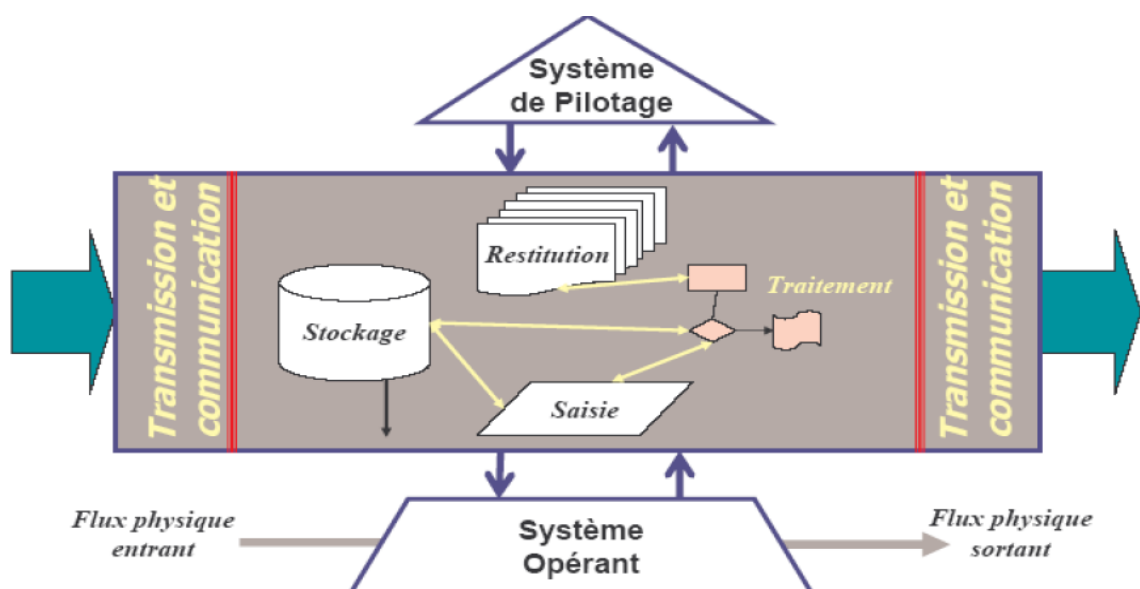 Système
de Pilotage
Transmission et
communication
Restitution
Traitement
Stockage
Saisie
Transmission et
communication
Flux physique
entrant
Système
Opérant
Flux physique
sortant